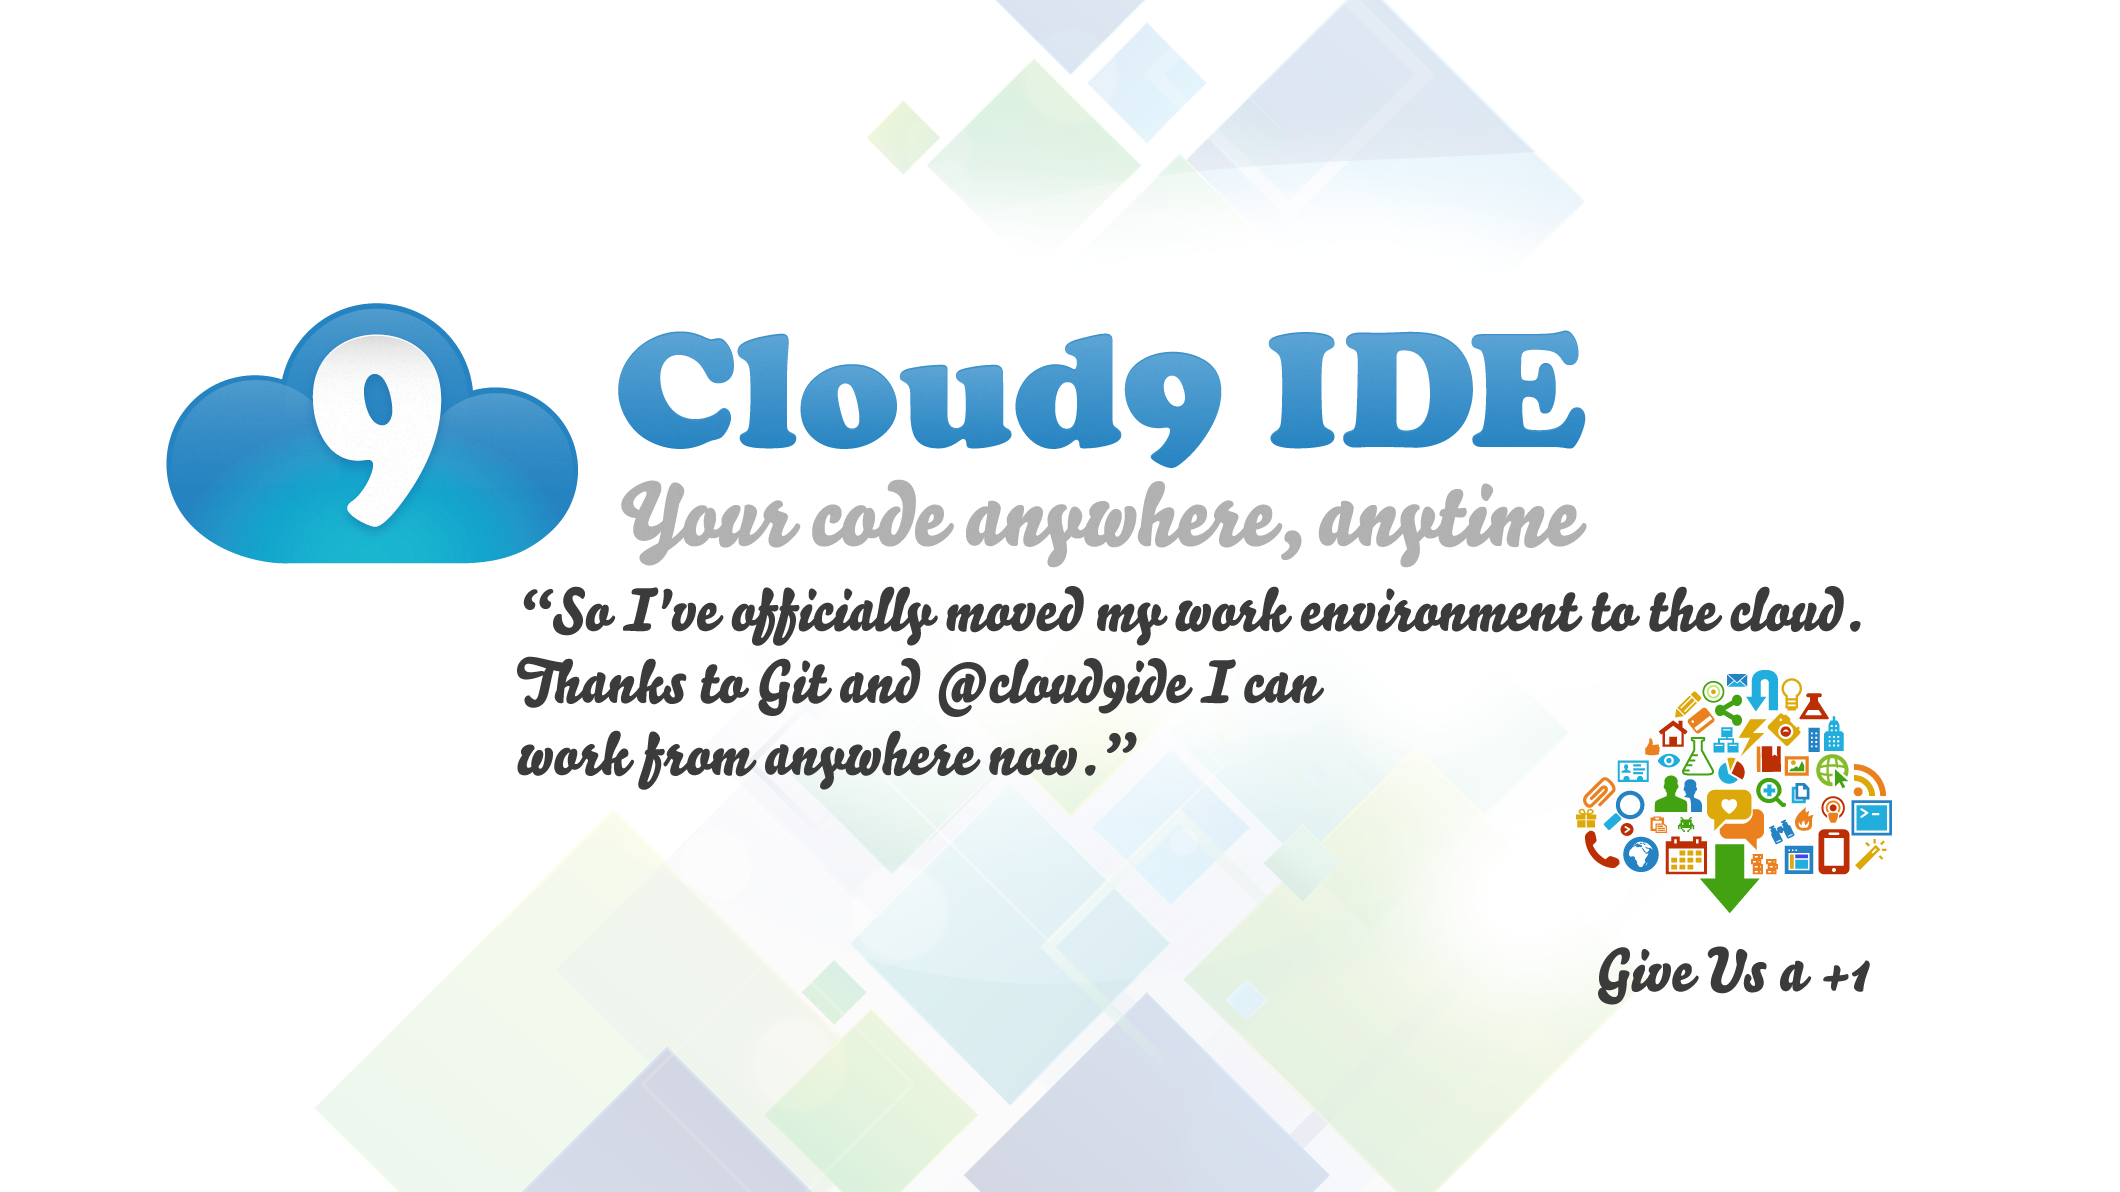 9
Cloud9 IDE
Your code anywhere, anytime
“So I've officially moved my work environment to the cloud.
Thanks to Git and @cloud9ide I can
work from anywhere now.”
Give Us a +1